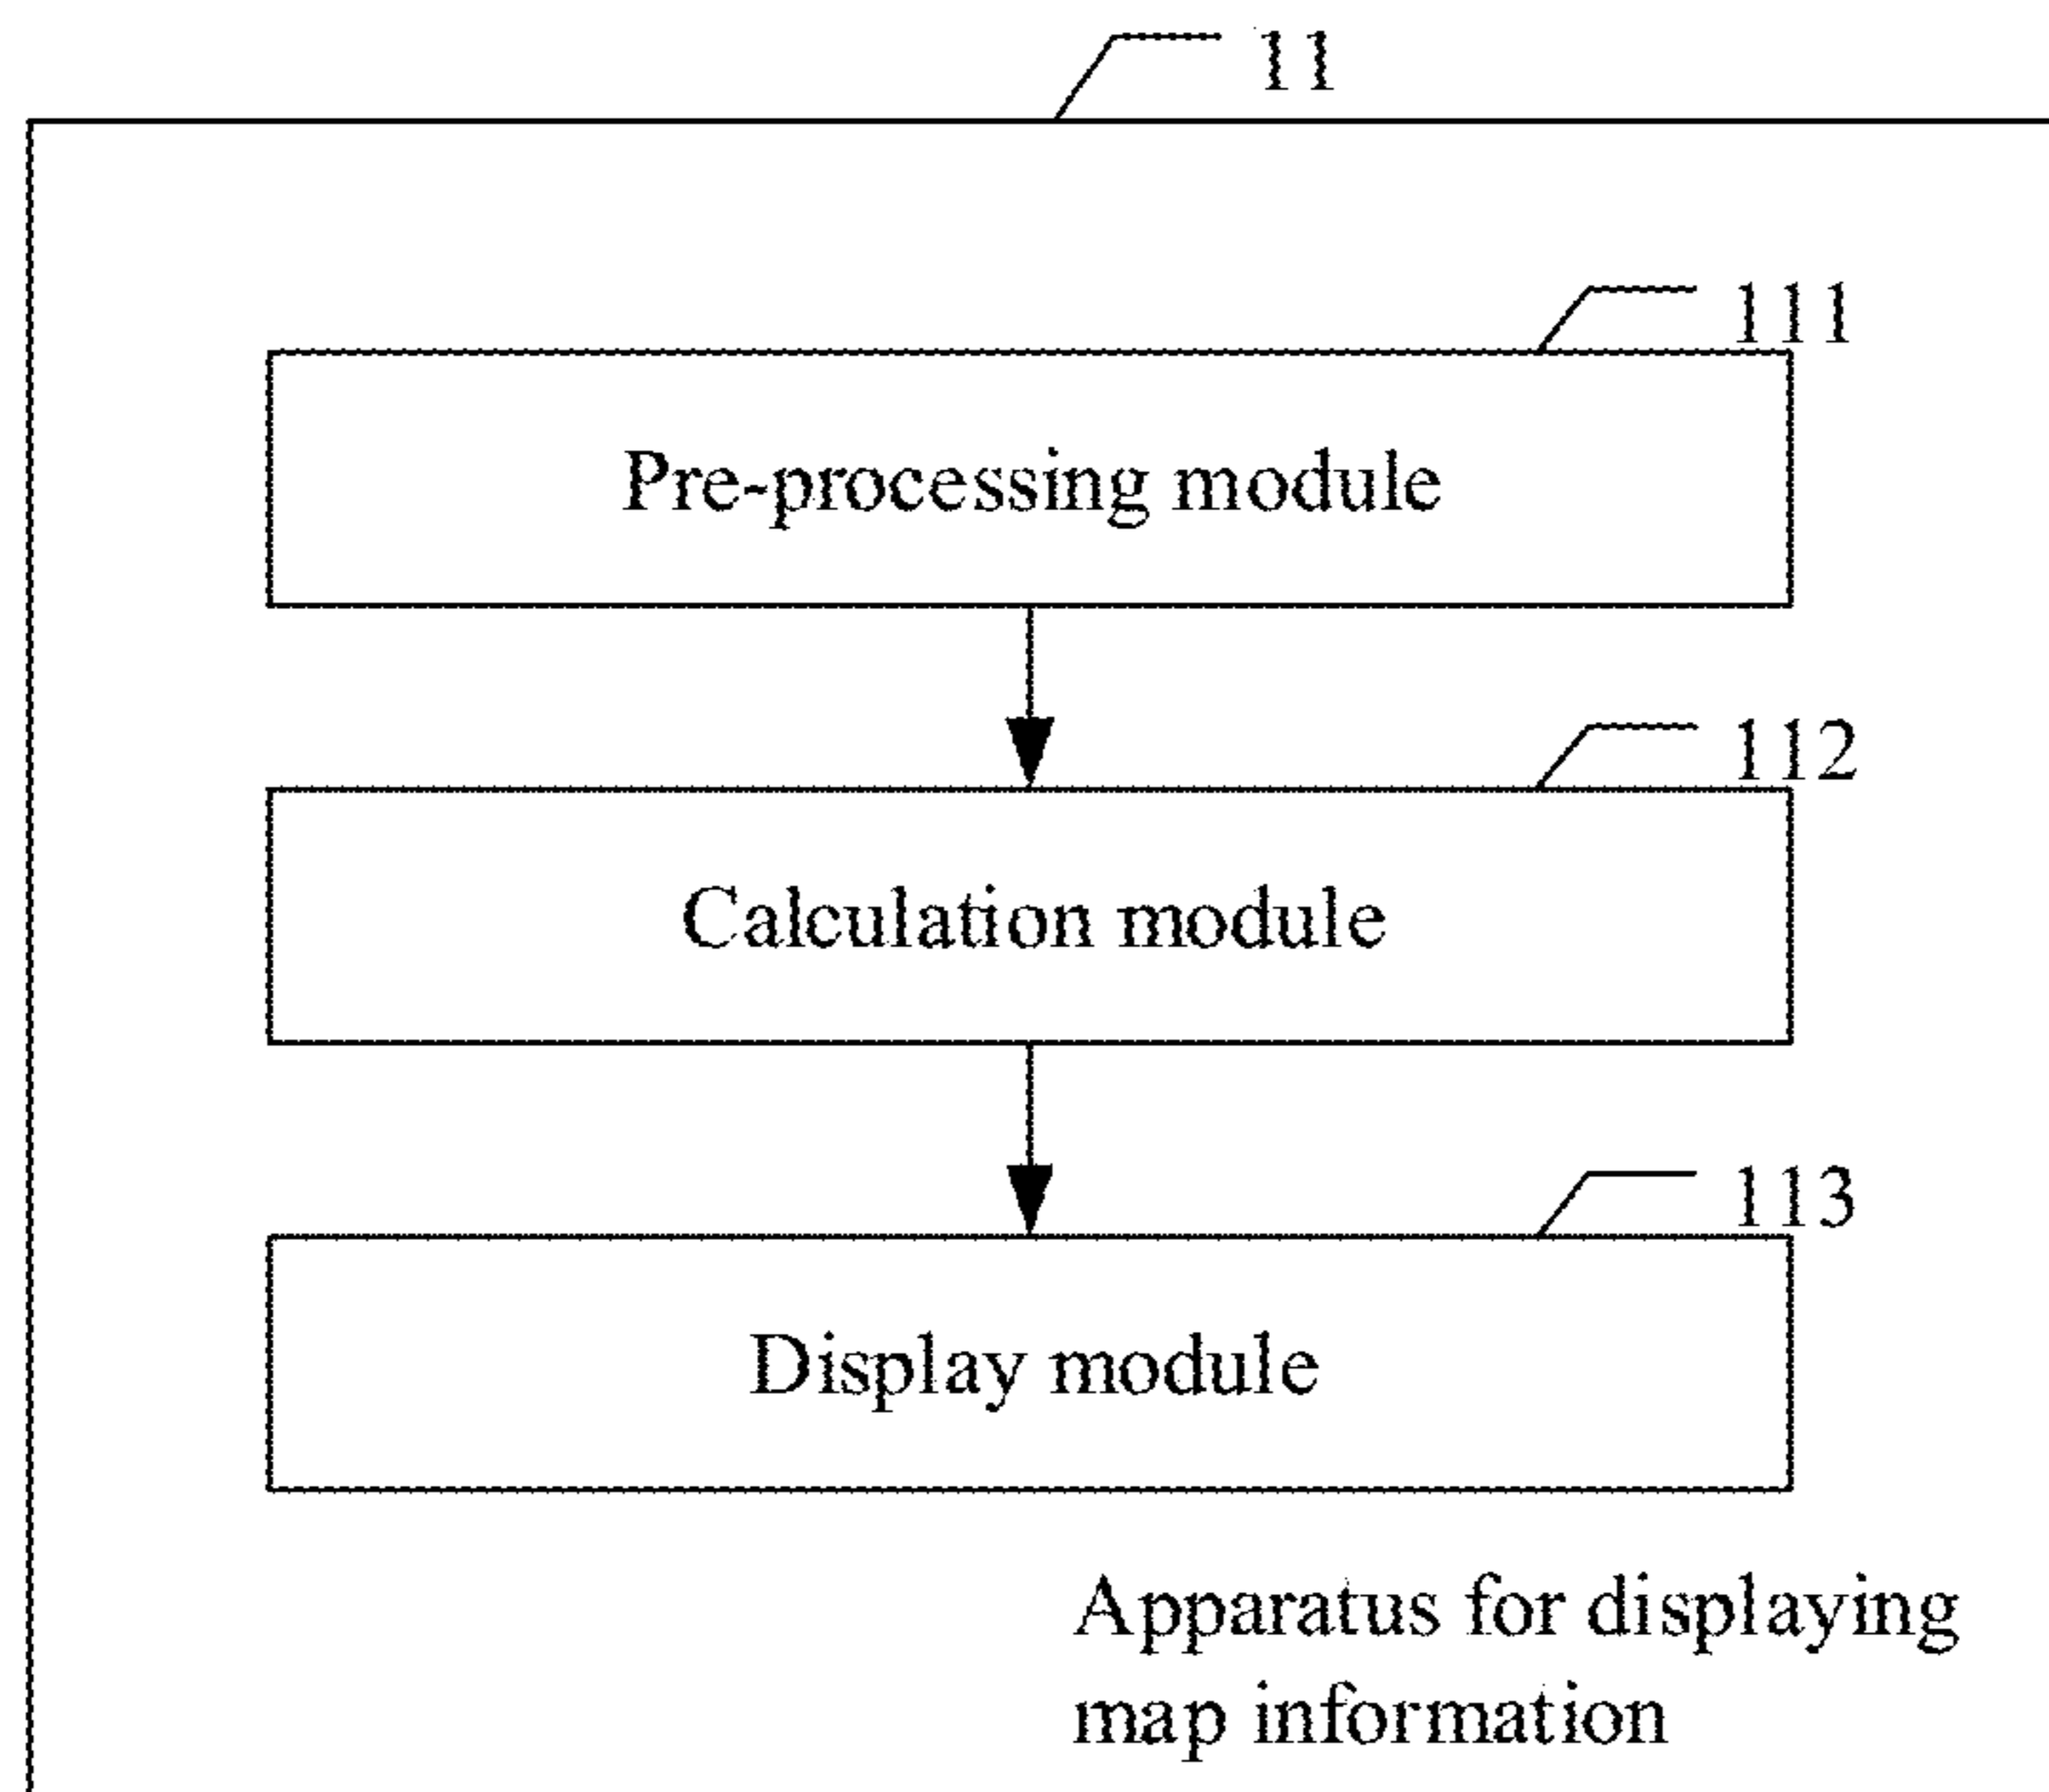 11
111
Pre-processing module
112
Calculation module
113
Display module
Apparatus for displaying
map information